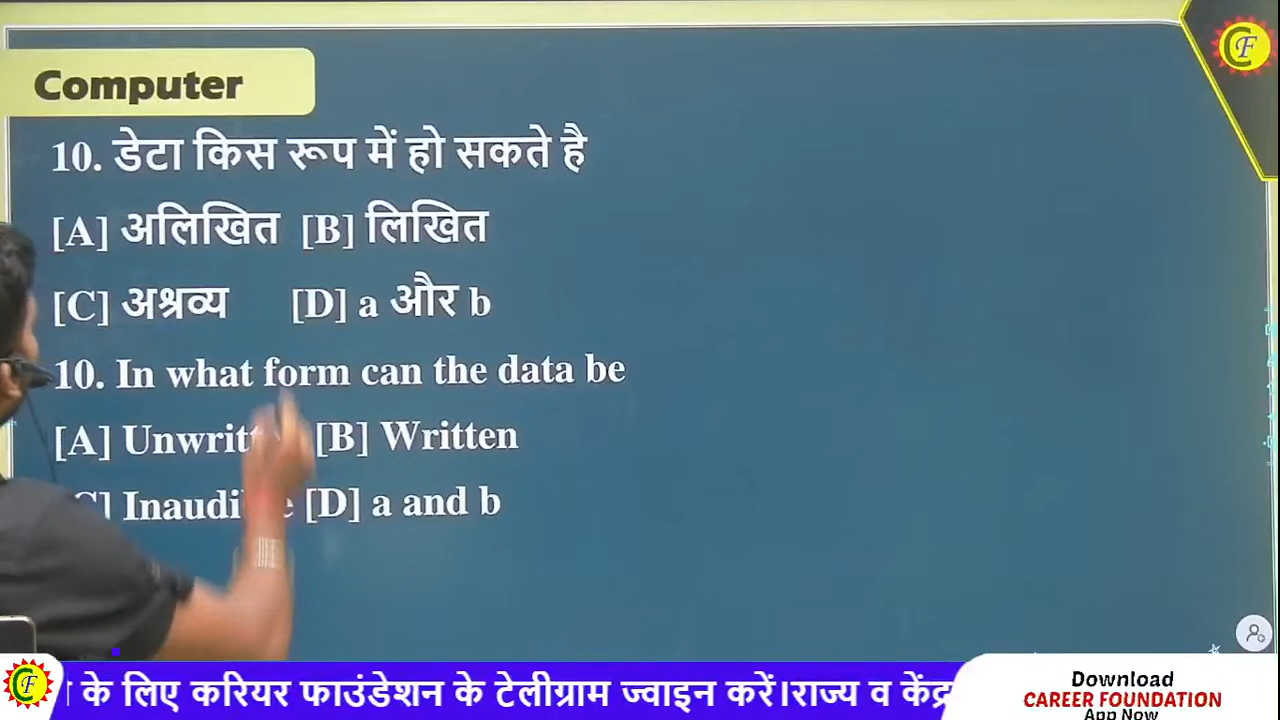 Computer
10. डेटा किस रूप में हो सकते है
[A] अलिखित [B] लिखित
[C] अश्रव्य [D] a और b
10. In what form can the data be
[A] [B] Written
[D] a and b
के लिए करियर फाउंडेशन के टेलीग्राम ज्वाइन करें।राज्य व केंद्र
Download
CAREER FOUNDATION
App Now